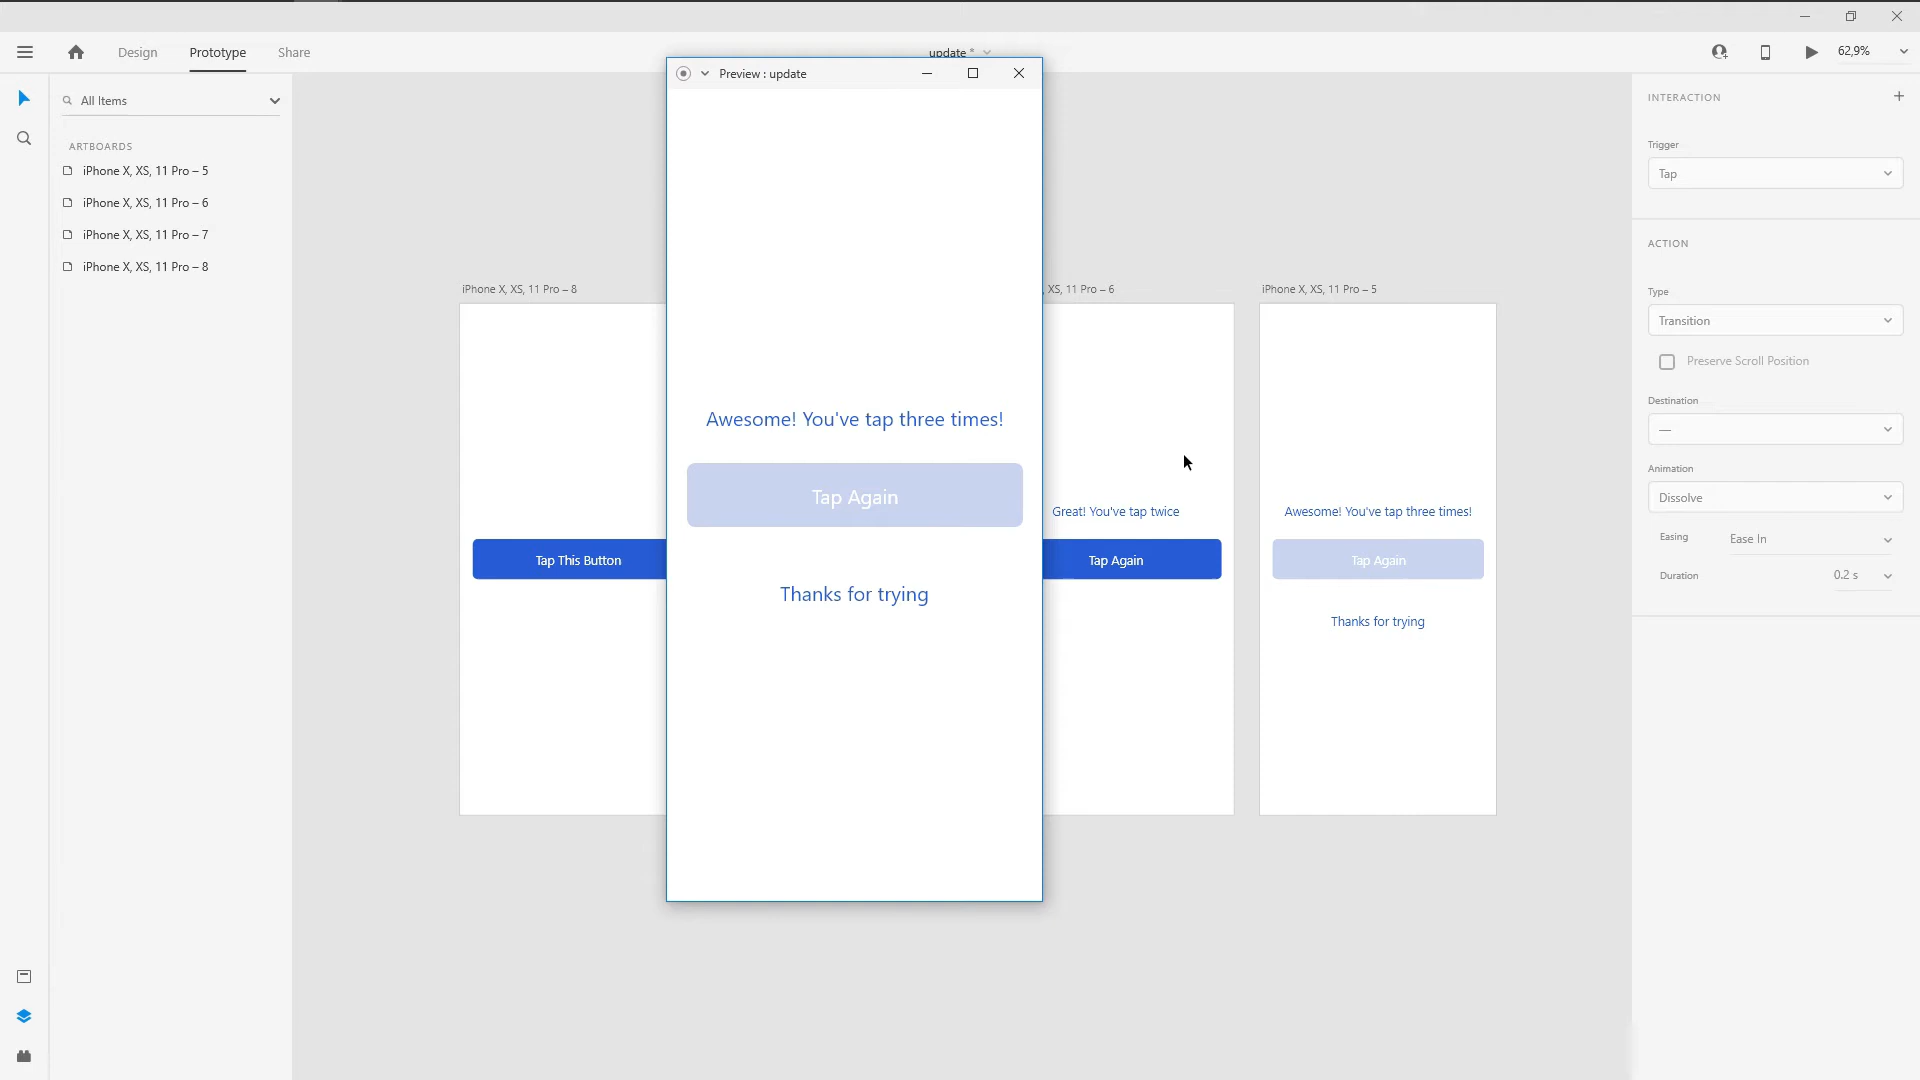 Design
Prototype
Share
update *
62,9%
Preview : update
All Items
ARTBOARDS
iPhone X, XS, 11 Pro – 5
iPhone X, XS, 11 Pro – 6
iPhone X, XS, 11 Pro – 7
iPhone X, XS, 11 Pro – 8
iPhone X, XS, 11 Pro – 8
Tap This Button
Awesome! You've tap three times!
Tap Again
Thanks for trying
XS, 11 Pro – 6
Great! You've tap twice
Tap Again
iPhone X, XS, 11 Pro – 5
Awesome! You've tap three times!
Tap Again
Thanks for trying
INTERACTION
Trigger
Tap
ACTION
Type
Transition
Preserve Scroll Position
Destination
—
Animation
Dissolve
Easing
Ease In
Duration
0.2 s